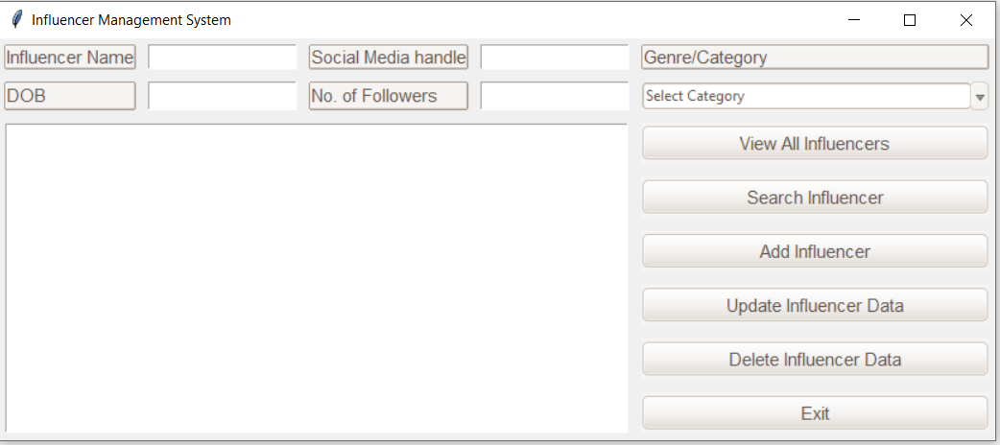 Influencer Management System
Influencer Name
Social Media handle
Genre/Category
DOB
No. of Followers
Select Category
View All Influencers
Search Influencer
Add Influencer
Update Influencer Data
Delete Influencer Data
Exit